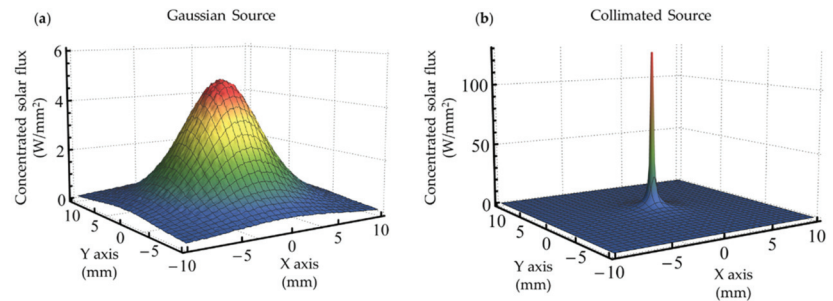 (a) Gaussian Source
6
4
2
0
Concentrated solar flux
(W/mm²)
10
5
0
−5
−10
Y axis
(mm)
−5
0
5
10
X axis
(mm)
(b) Collimated Source
100
50
0
Concentrated solar flux
(W/mm²)
10
5
0
−5
−10
Y axis
(mm)
−5
0
5
10
X axis
(mm)